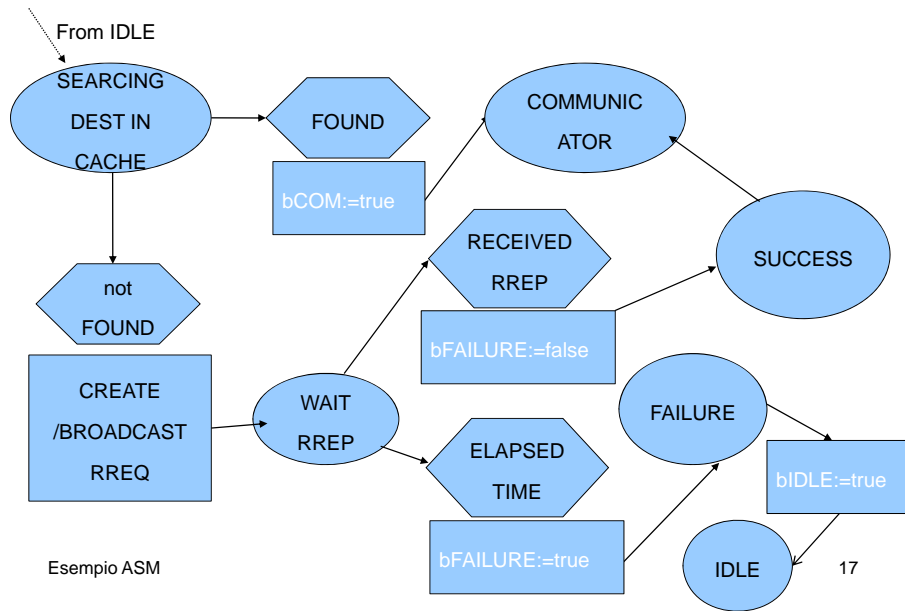 From IDLE
SEARCING
DEST IN
CACHE
FOUND
bCOM:=true
COMMUNIC
ATOR
RECEIVED
RREP
bFAILURE:=false
SUCCESS
not
FOUND
CREATE
/BROADCAST
RREQ
WAIT
RREP
ELAPSED
TIME
bFAILURE:=true
FAILURE
bIDLE:=true
IDLE
Esempio ASM
17